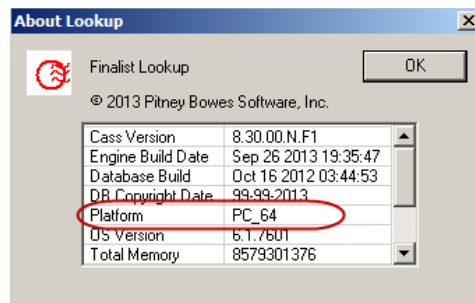 About Lookup
Finalist Lookup
OK
© 2013 Pitney Bowes Software, Inc.
Cass Version 8.30.00.N.F1
Engine Build Date Sep 26 2013 19:35:47
Database Build Oct 16 2012 03:44:53
DB Copyright Date 99-99-2013
Platform PC_64
OS Version 6.1.7601
Total Memory 8579301376